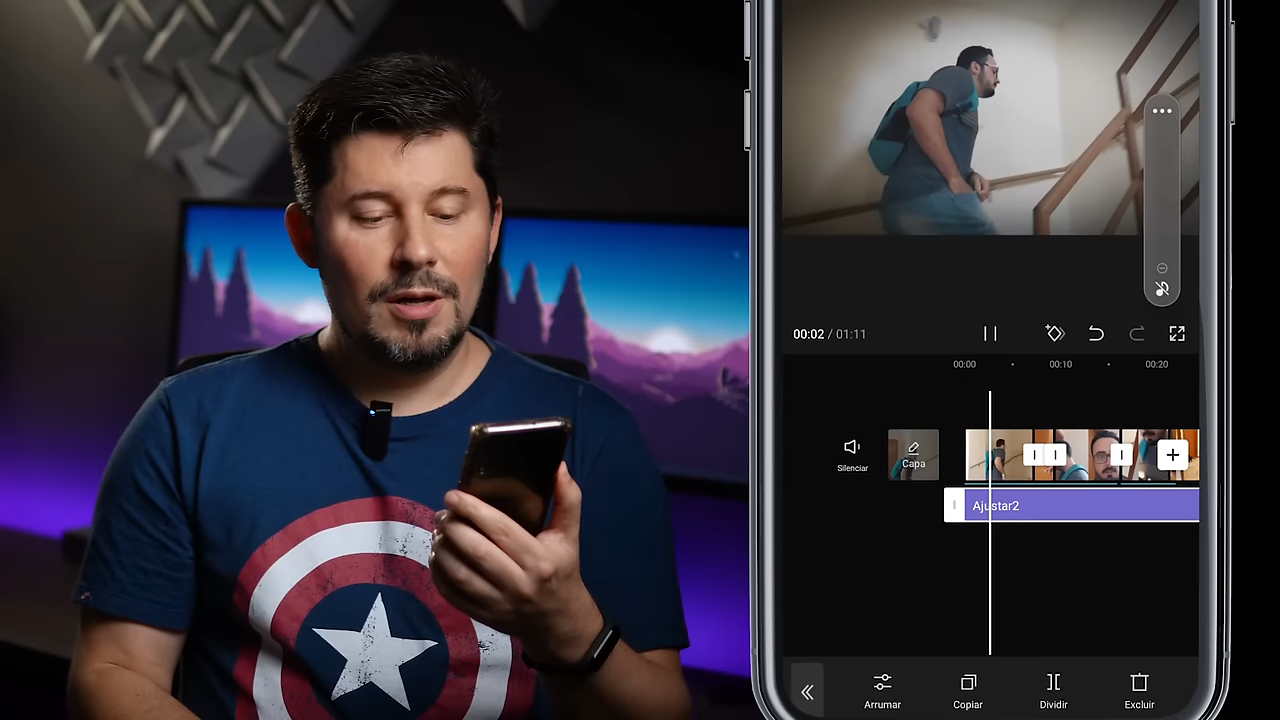 00:02 / 01:11
00:00
00:10
00:20
Silenciar
Capa
Ajustar2
Arrumar
Copiar
Dividir
Excluir